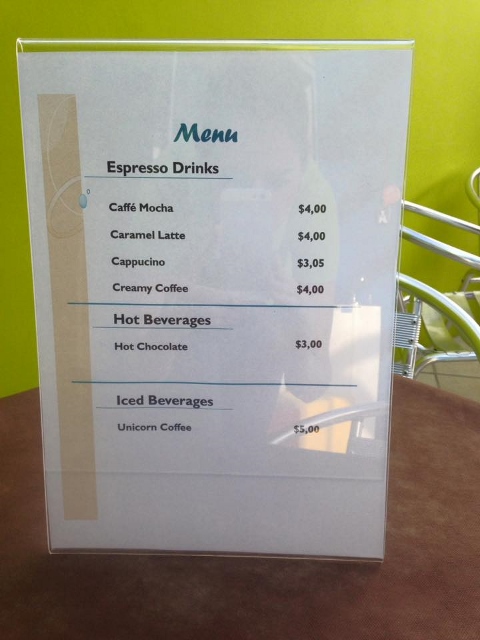 Menu
Espresso Drinks
Caffé Mocha $4,00
Caramel Latte $4,00
Cappucino $3,05
Creamy Coffee $4,00
Hot Beverages
Hot Chocolate $3,00
Iced Beverages
Unicorn Coffee $5,00